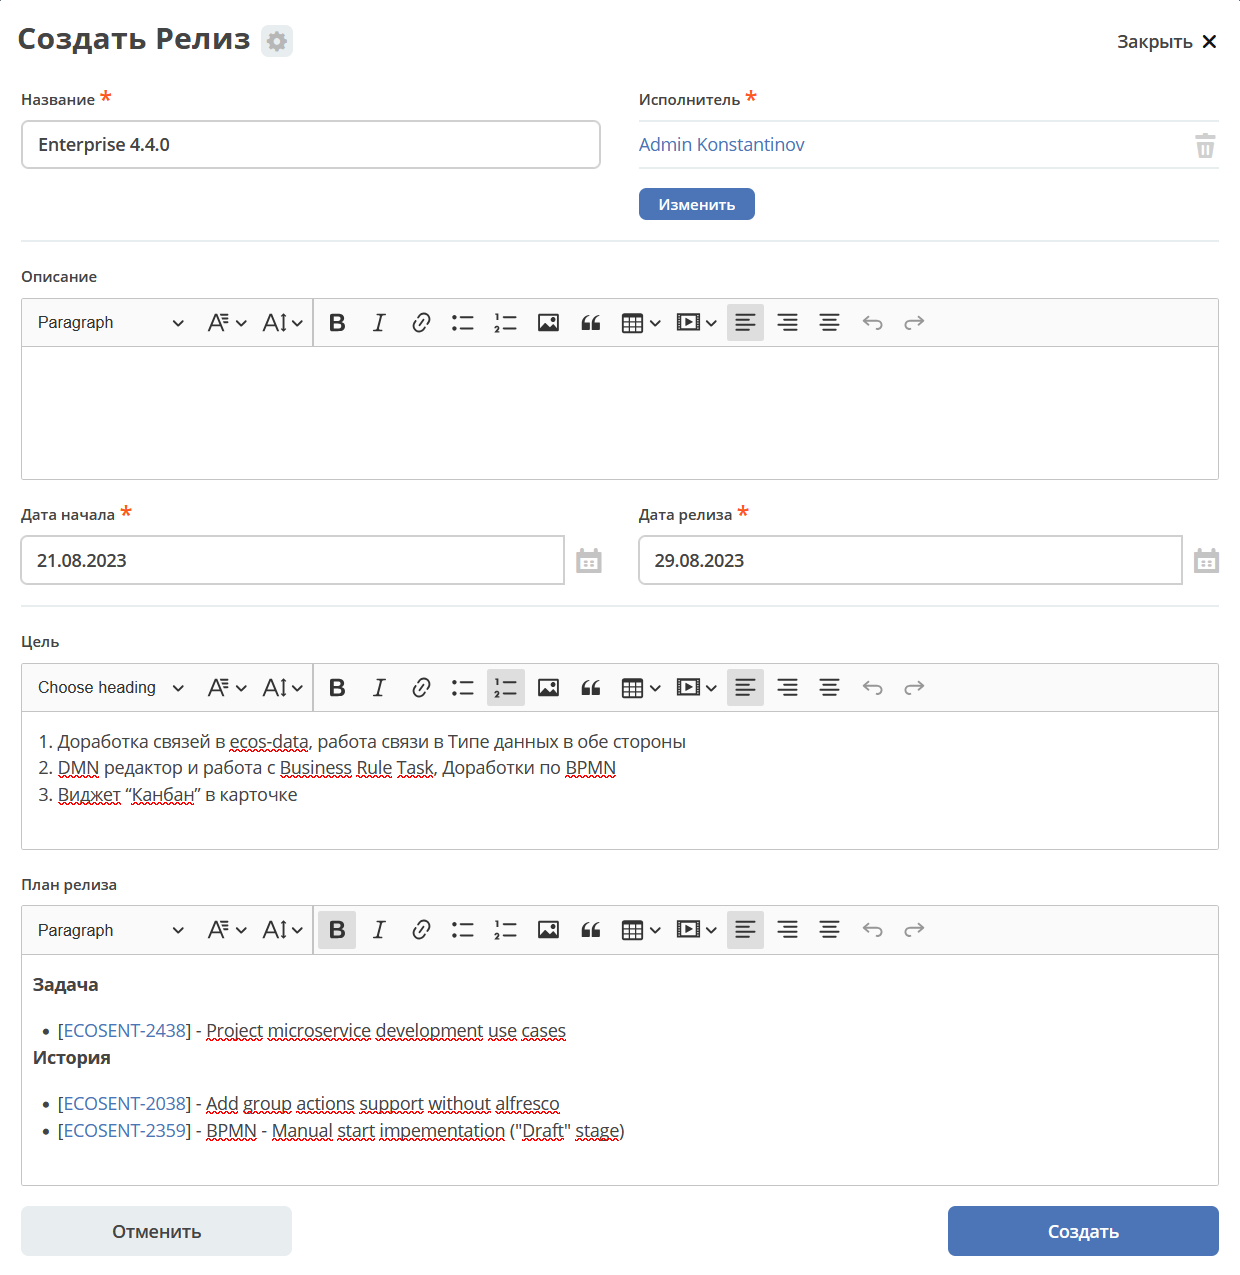 Создать Релиз
Закрыть
Название *
Исполнитель *
Enterprise 4.4.0
Admin Konstantinov
Изменить
Описание
Paragraph
Дата начала *
Дата релиза *
21.08.2023
29.08.2023
Цель
Choose heading
1. Доработка связей в ecos-data, работа связи в Типе данных в обе стороны
2. DMN редактор и работа с Business Rule Task, Доработки по BPMN
3. Виджет “Канбан” в карточке
План релиза
Paragraph
Задача
• [ECOSENT-2438] - Project microservice development use cases
История
• [ECOSENT-2038] - Add group actions support without alfresco
• [ECOSENT-2359] - BPMN - Manual start impementation ("Draft" stage)
Отменить
Создать